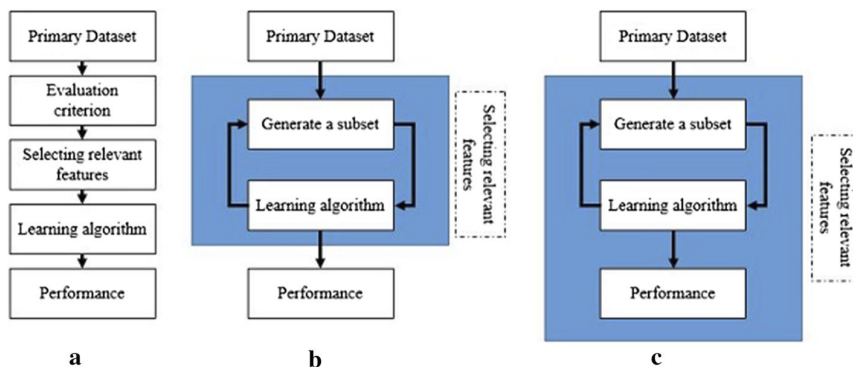 Primary Dataset
Evaluation
criterion
Selecting relevant
features
Learning algorithm
Performance
a
Primary Dataset
Generate a subset
Learning algorithm
Performance
Selecting relevant
features
b
Primary Dataset
Generate a subset
Learning algorithm
Performance
Selecting relevant
features
c